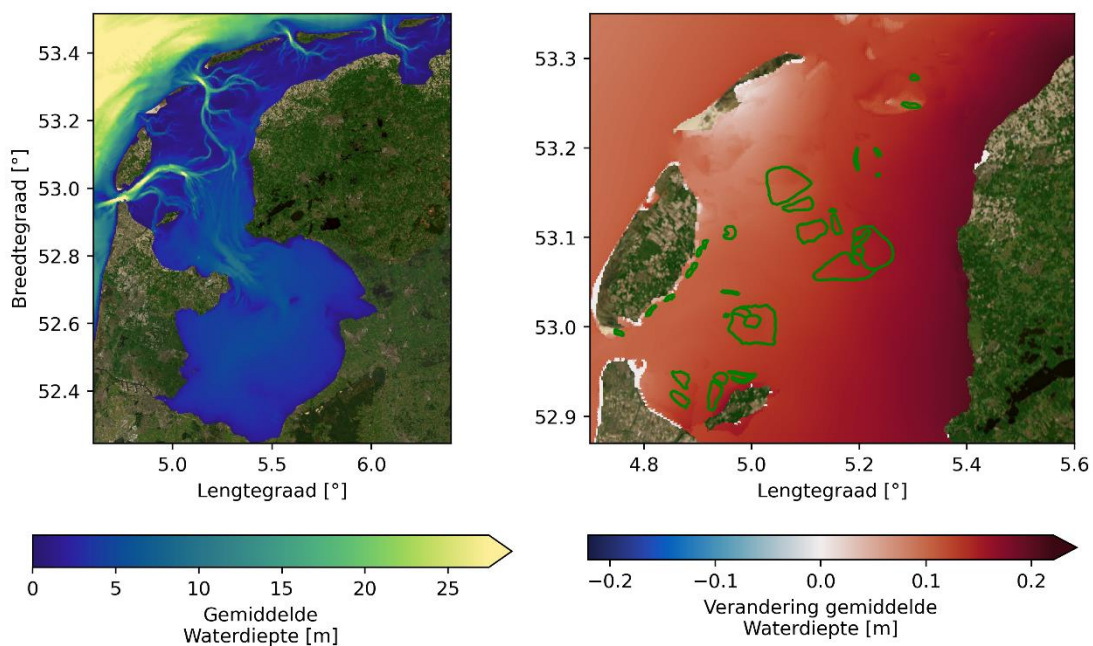 53.4
53.2
53.0
52.8
52.6
52.4
Breedtegraad [°]
5.0 5.5 6.0
Lengtegraad [°]
53.3
53.2
53.1
53.0
52.9
4.8 5.0 5.2 5.4 5.6
Lengtegraad [°]
0 5 10 15 20 25
Gemiddelde
Waterdiepte [m]
−0.2 −0.1 0.0 0.1 0.2
Verandering gemiddelde
Waterdiepte [m]